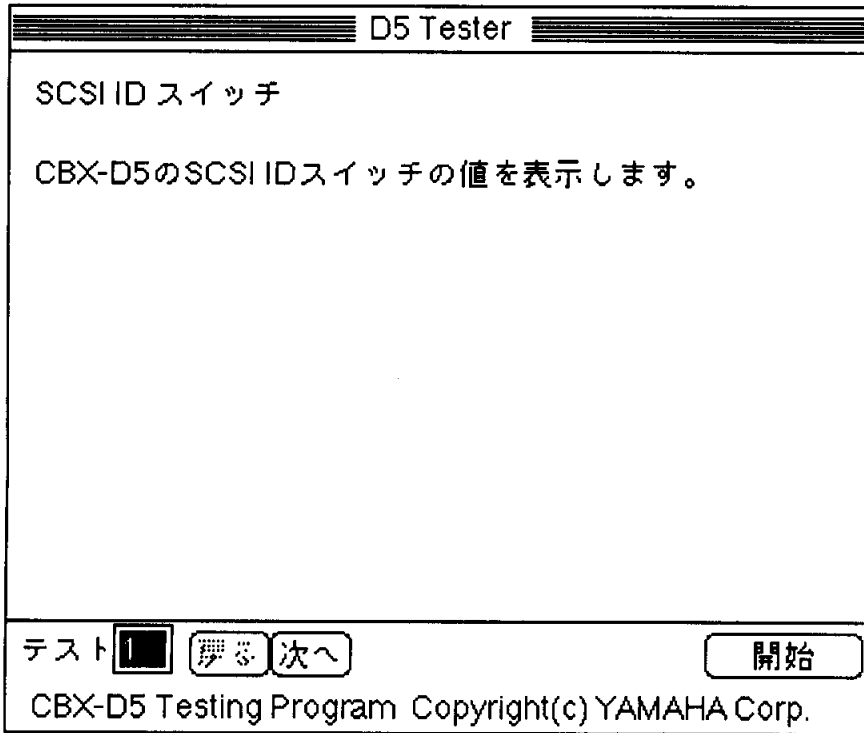 D5 Tester
SCSI ID スイッチ
CBX-D5のSCSI IDスイッチの値を表示します。
テスト 1 戻る 次へ 開始
CBX-D5 Testing Program Copyright(c) YAMAHA Corp.